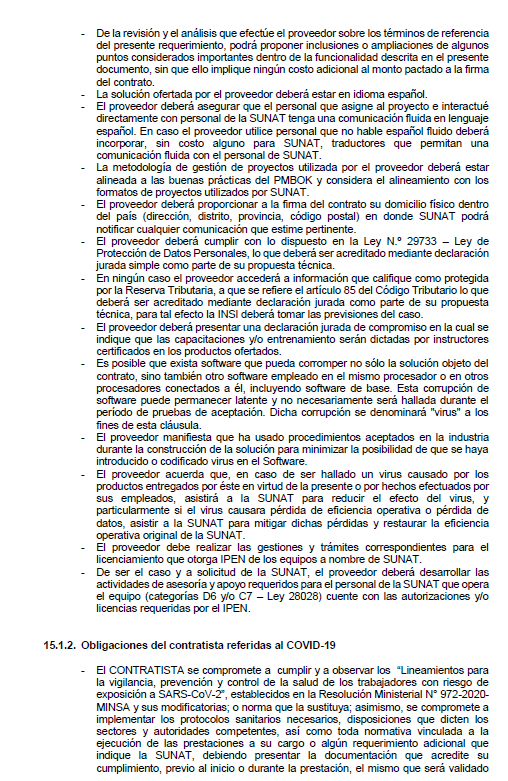 - De la revisión y el análisis que efectúe el proveedor sobre los términos de referencia
del presente requerimiento, podrá proponer inclusiones o ampliaciones de algunos
puntos considerados importantes dentro de la funcionalidad descrita en el presente
documento, sin que ello implique ningún costo adicional al monto pactado a la firma
del contrato.
- La solución ofertada por el proveedor deberá estar en idioma español.
- El proveedor deberá asegurar que el personal que asigne al proyecto e interactué
directamente con personal de la SUNAT tenga una comunicación fluida en lenguaje
español. En caso el proveedor utilice personal que no hable español fluido deberá
incorporar, sin costo alguno para SUNAT, traductores que permitan una
comunicación fluida con el personal de SUNAT.
- La metodología de gestión de proyectos utilizada por el proveedor deberá estar
alineada a las buenas prácticas del PMBOK y considera el alineamiento con los
formatos de proyectos utilizados por SUNAT.
- El proveedor deberá proporcionar a la firma del contrato su domicilio físico dentro
del país (dirección, distrito, provincia, código postal) en donde SUNAT podrá
notificar cualquier comunicación que estime pertinente.
- El proveedor deberá cumplir con lo dispuesto en la Ley N.º 29733 – Ley de
Protección de Datos Personales, lo que deberá ser acreditado mediante declaración
jurada simple como parte de su propuesta técnica.
- En ningún caso el proveedor accederá a información que califique como protegida
por la Reserva Tributaria, a que se refiere el artículo 85 del Código Tributario lo que
deberá ser acreditado mediante declaración jurada como parte de su propuesta
técnica, para tal efecto la INSI deberá tomar las previsiones del caso.
- El proveedor deberá presentar una declaración jurada de compromiso en la cual se
indique que las capacitaciones y/o entrenamiento serán dictadas por instructores
certificados en los productos ofertados.
- Es posible que exista software que pueda corromper no sólo la solución objeto del
contrato, sino también otro software empleado en el mismo procesador o en otros
procesadores conectados a él, incluyendo software de base. Esta corrupción de
software puede permanecer latente y no necesariamente será hallada durante el
período de pruebas de aceptación. Dicha corrupción se denominará "virus" a los
fines de esta cláusula.
- El proveedor manifiesta que ha usado procedimientos aceptados en la industria
durante la construcción de la solución para minimizar la posibilidad de que se haya
introducido o codificado virus en el Software.
- El proveedor acuerda que, en caso de ser hallado un virus causado por los
productos entregados por éste en virtud de la presente o por hechos efectuados por
sus empleados, asistirá a la SUNAT para reducir el efecto del virus, y
particularmente si el virus causara pérdida de eficiencia operativa o pérdida de
datos, asistir a la SUNAT para mitigar dichas pérdidas y restaurar la eficiencia
operativa original de la SUNAT.
- El proveedor debe realizar las gestiones y trámites correspondientes para el
licenciamiento que otorga IPEN de los equipos a nombre de SUNAT.
- De ser el caso y a solicitud de la SUNAT, el proveedor deberá desarrollar las
actividades de asesoría y apoyo requeridos para el personal de la SUNAT que opera
el equipo (categorías D6 y/o C7 – Ley 28028) cuente con las autorizaciones y/o
licencias requeridas por el IPEN.
15.1.2. Obligaciones del contratista referidas al COVID-19
- El CONTRATISTA se compromete a cumplir y a observar los “Lineamientos para
la vigilancia, prevención y control de la salud de los trabajadores con riesgo de
exposición a SARS-CoV-2”, establecidos en la Resolución Ministerial N° 972-2020-
MINSA y sus modificatorias; o norma que la sustituya; asimismo, se compromete a
implementar los protocolos sanitarios necesarios, disposiciones que dicten los
sectores y autoridades competentes, así como toda normativa vinculada a la
ejecución de las prestaciones a su cargo o algún requerimiento adicional que
indique la SUNAT, debiendo presentar la documentación que acredite su
cumplimiento, previo al inicio o durante la prestación, el mismo que será validado